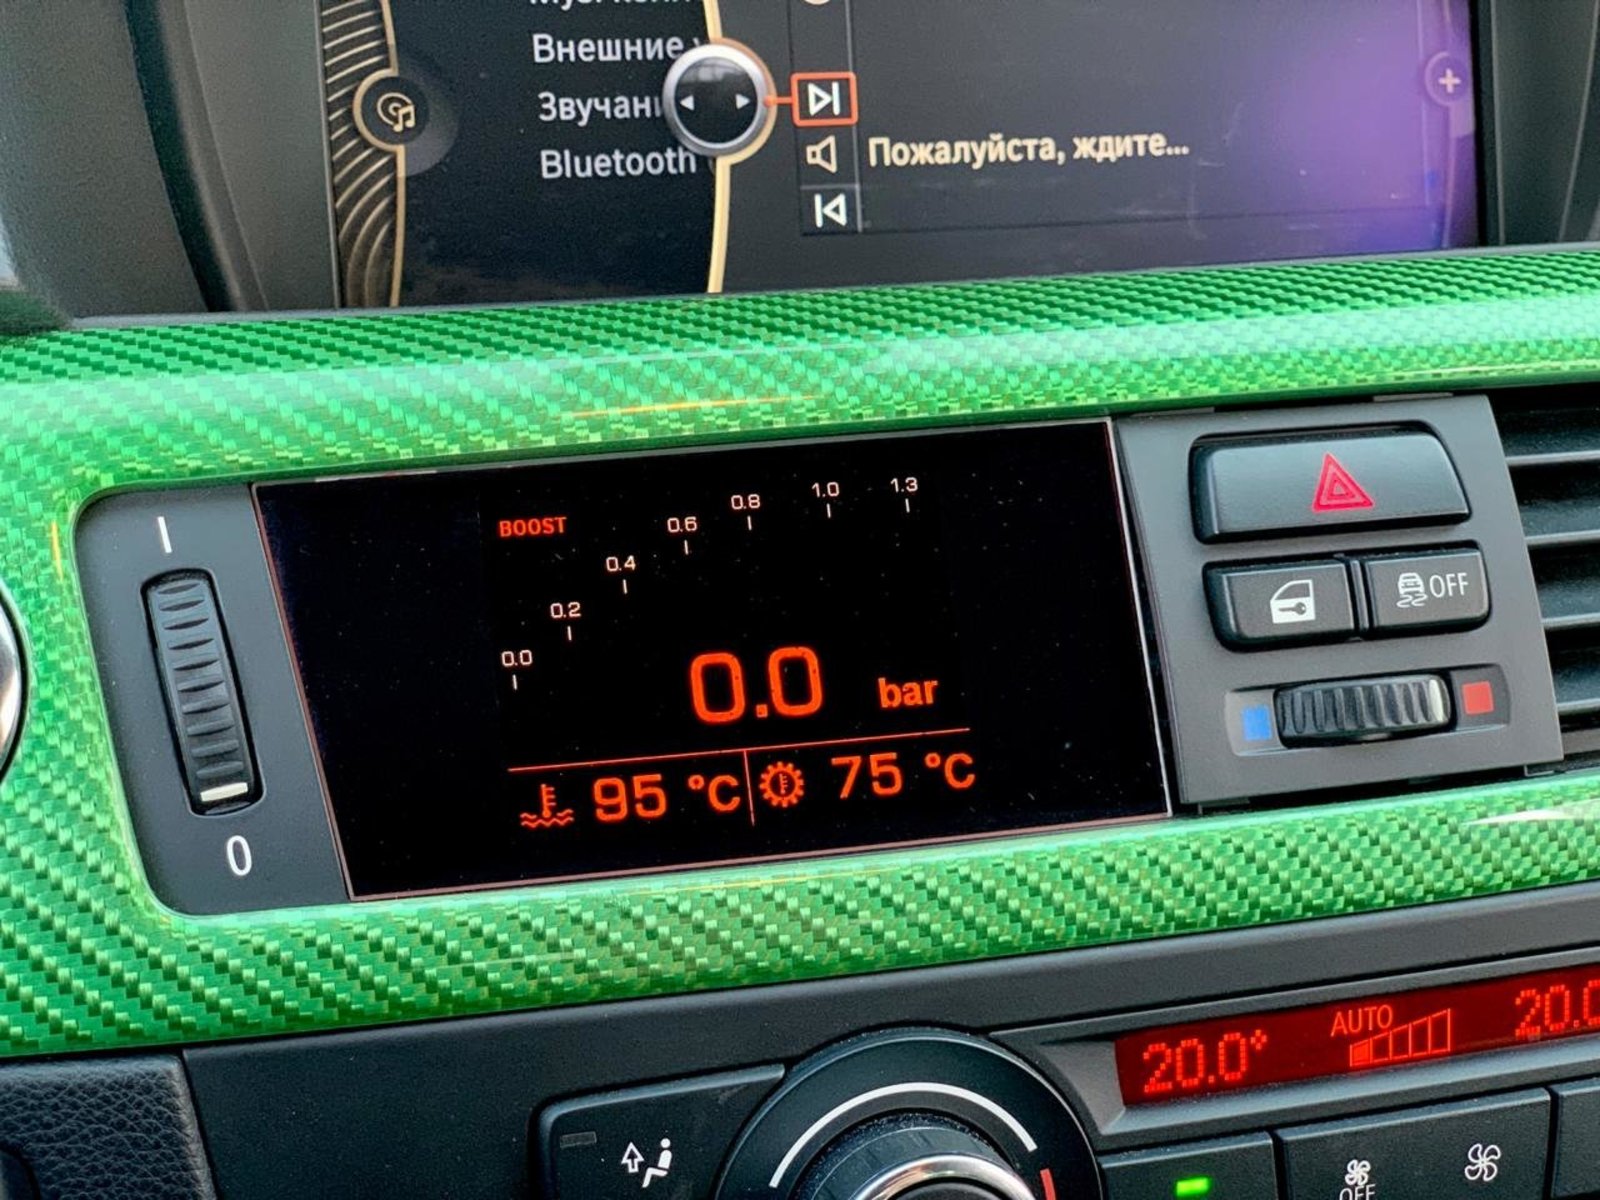 Внешние
Bluetooth
Пожалуйста, ждите...
BOOST
0.0
0.2
0.4
0.6
0.8
1.0
1.3
0.0 bar
95 °C
75 °C
I
0
OFF
20.0°
AUTO
20.0
OFF